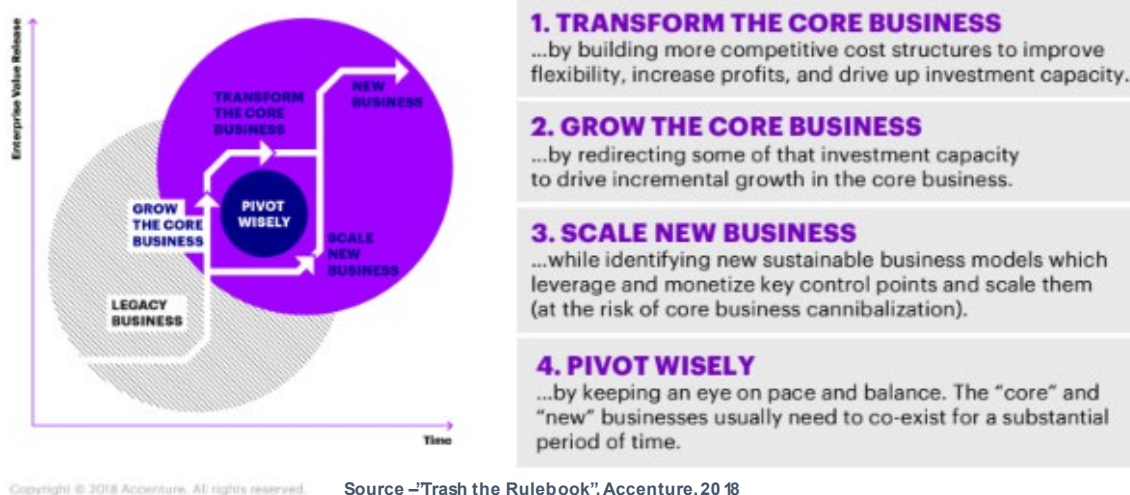 Enterprise Value Release
TRANSFORM
THE CORE
BUSINESS
NEW
BUSINESS
GROW
THE CORE
BUSINESS
PIVOT
WISELY
SCALE
NEW
BUSINESS
LEGACY
BUSINESS
Time
1. TRANSFORM THE CORE BUSINESS
...by building more competitive cost structures to improve
flexibility, increase profits, and drive up investment capacity.
2. GROW THE CORE BUSINESS
...by redirecting some of that investment capacity
to drive incremental growth in the core business.
3. SCALE NEW BUSINESS
...while identifying new sustainable business models which
leverage and monetize key control points and scale them
(at the risk of core business cannibalization).
4. PIVOT WISELY
...by keeping an eye on pace and balance. The “core” and
“new” businesses usually need to co-exist for a substantial
period of time.
Copyright © 2018 Accenture. All rights reserved.
Source –”Trash the Rulebook”. Accenture. 2018